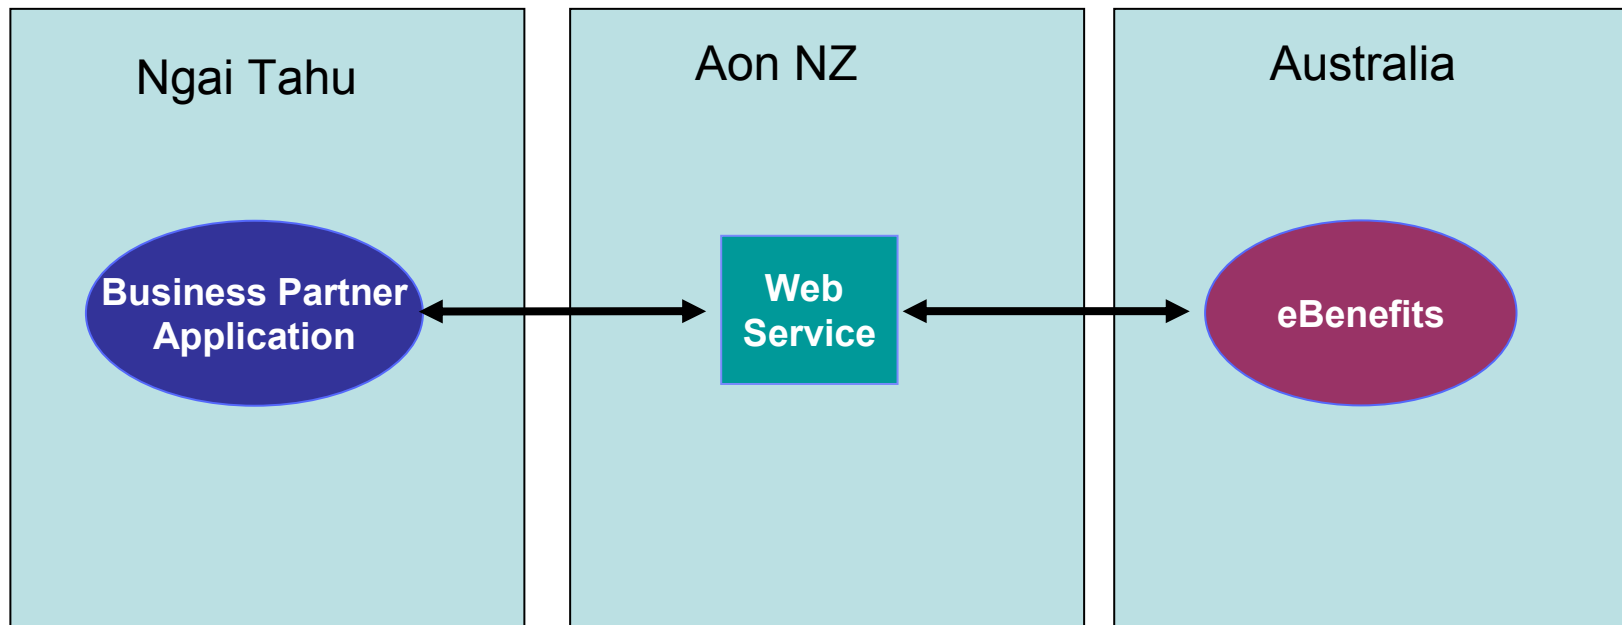 Ngai Tahu
Aon NZ
Australia
Business Partner
Application
Web
Service
eBenefits